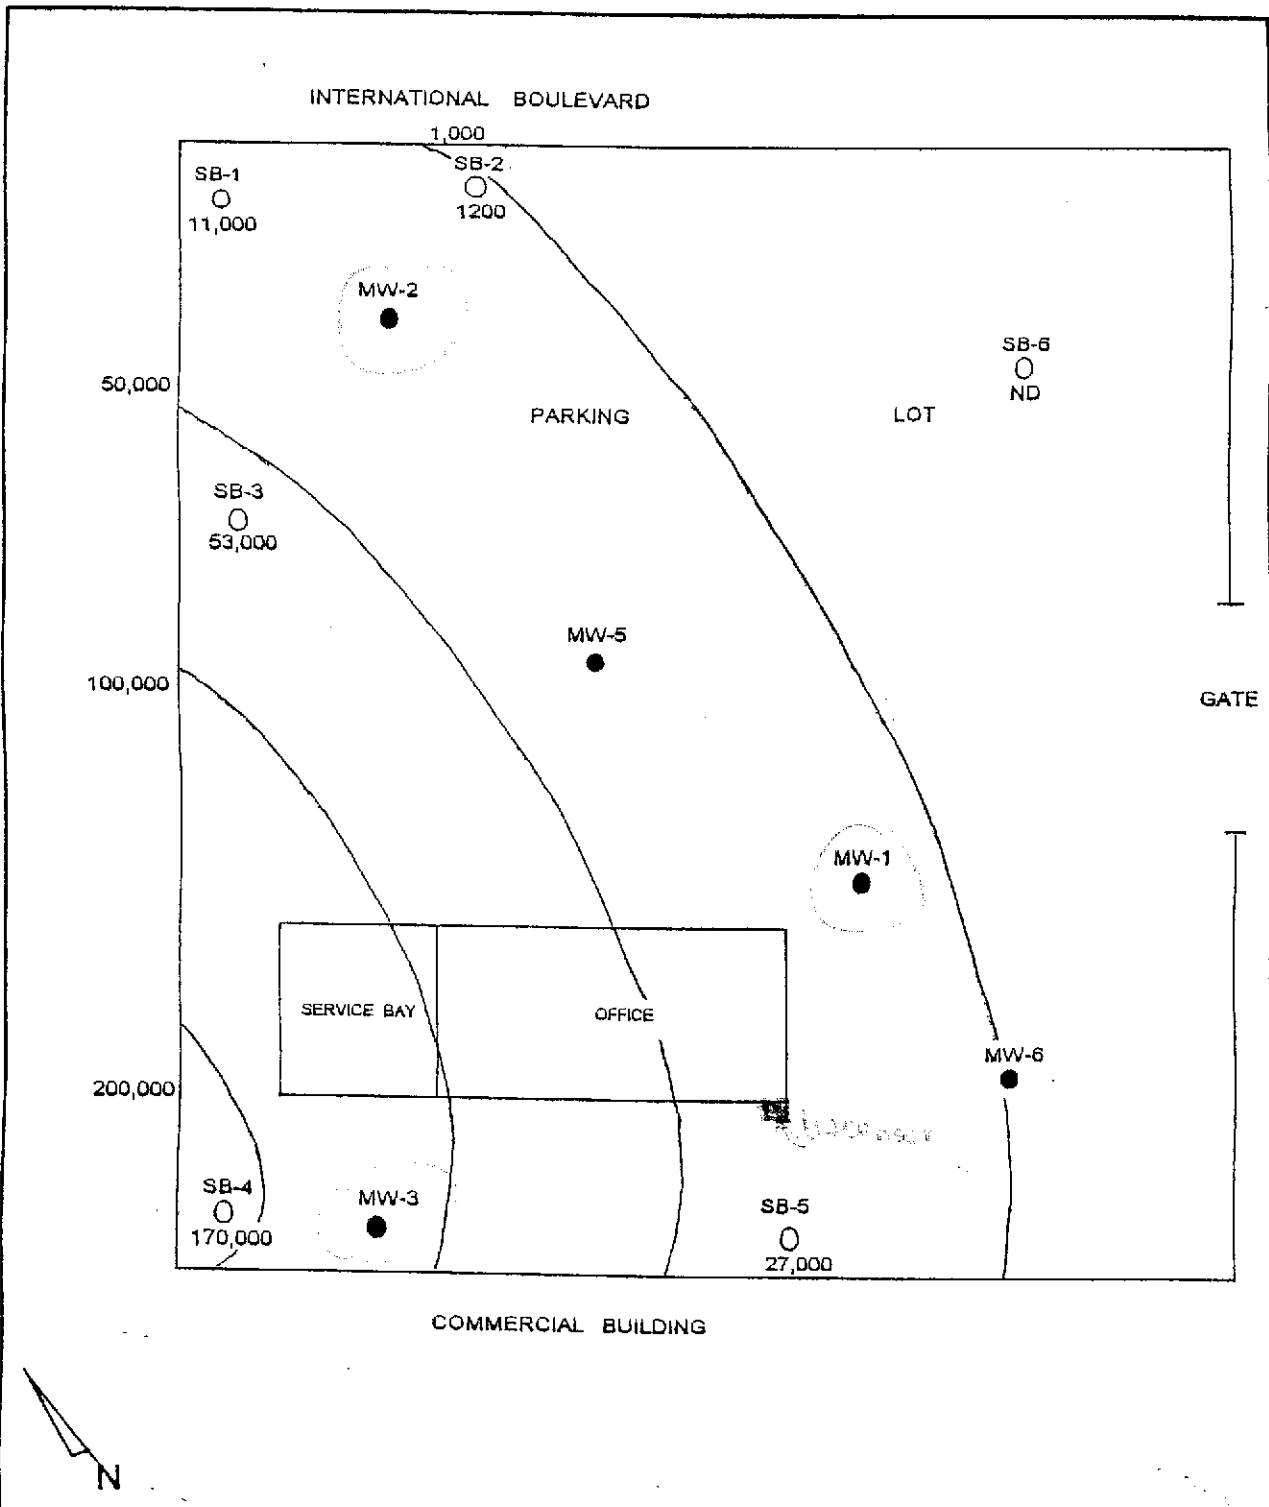 INTERNATIONAL BOULEVARD
1,000
SB-1
11,000
SB-2
1200
MW-2
SB-6
ND
50,000
PARKING LOT
SB-3
53,000
MW-5
100,000
GATE
MW-1
SERVICE BAY
OFFICE
MW-6
200,000
SB-4
170,000
MW-3
SB-5
27,000
COMMERCIAL BUILDING
N